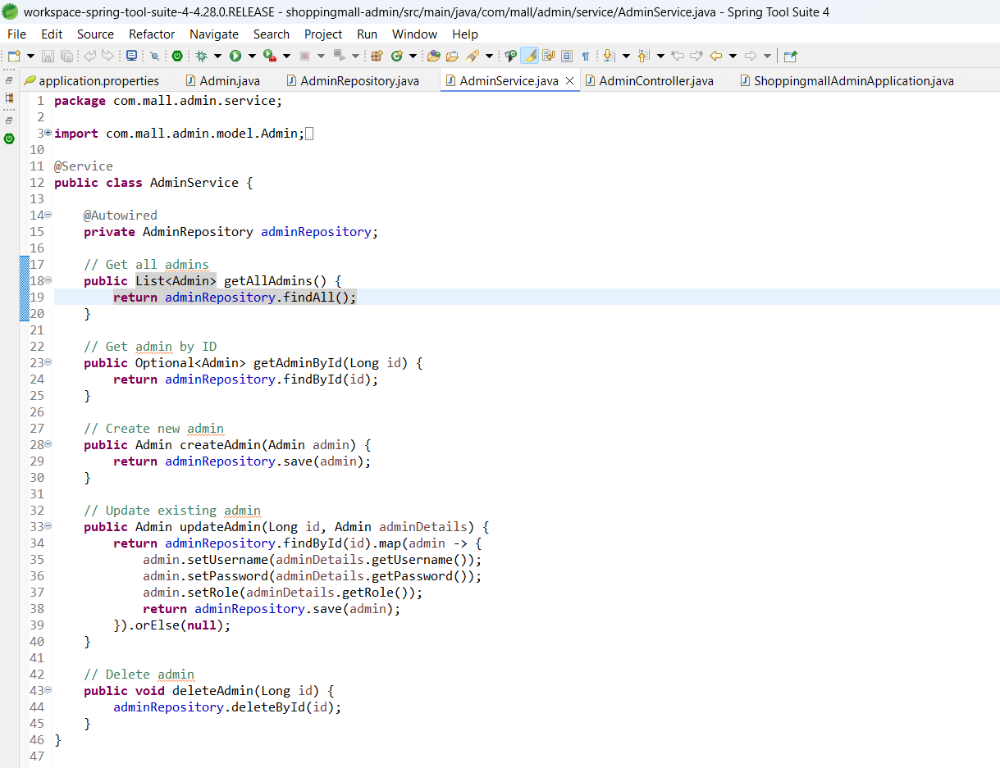 workspace-spring-tool-suite-4-4.28.0.RELEASE - shoppingmall-admin/src/main/java/com/mall/admin/service/AdminService.java - Spring Tool Suite 4
File Edit Source Refactor Navigate Search Project Run Window Help
application.properties Admin.java AdminRepository.java AdminService.java AdminController.java ShoppingmallAdminApplication.java
1 package com.mall.admin.service;
2
3 import com.mall.admin.model.Admin;
10
11 @Service
12 public class AdminService {
13
14     @Autowired
15     private AdminRepository adminRepository;
16
17     // Get all admins
18     public List<Admin> getAllAdmins() {
19         return adminRepository.findAll();
20     }
21
22     // Get admin by ID
23     public Optional<Admin> getAdminById(Long id) {
24         return adminRepository.findById(id);
25     }
26
27     // Create new admin
28     public Admin createAdmin(Admin admin) {
29         return adminRepository.save(admin);
30     }
31
32     // Update existing admin
33     public Admin updateAdmin(Long id, Admin adminDetails) {
34         return adminRepository.findById(id).map(admin -> {
35             admin.setUsername(adminDetails.getUsername());
36             admin.setPassword(adminDetails.getPassword());
37             admin.setRole(adminDetails.getRole());
38             return adminRepository.save(admin);
39         }).orElse(null);
40     }
41
42     // Delete admin
43     public void deleteAdmin(Long id) {
44         adminRepository.deleteById(id);
45     }
46 }
47